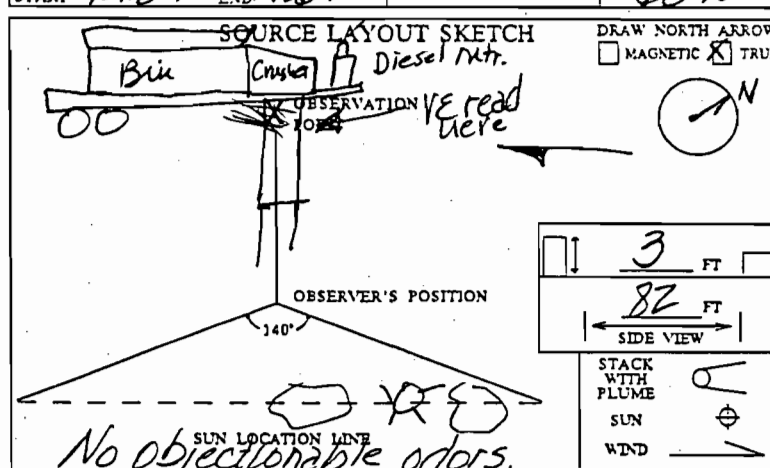 SOURCE LAYOUT SKETCH
DRAW NORTH ARROW
MAGNETIC X TRU
N
Bin
Crusher
Diesel Mtr.
OBSERVATION
POINT
VE read
here
3 FT
82 FT
SIDE VIEW
OBSERVER'S POSITION
140°
STACK
WITH
PLUME
SUN
WIND
SUN LOCATION LINE
No objectionable odors.